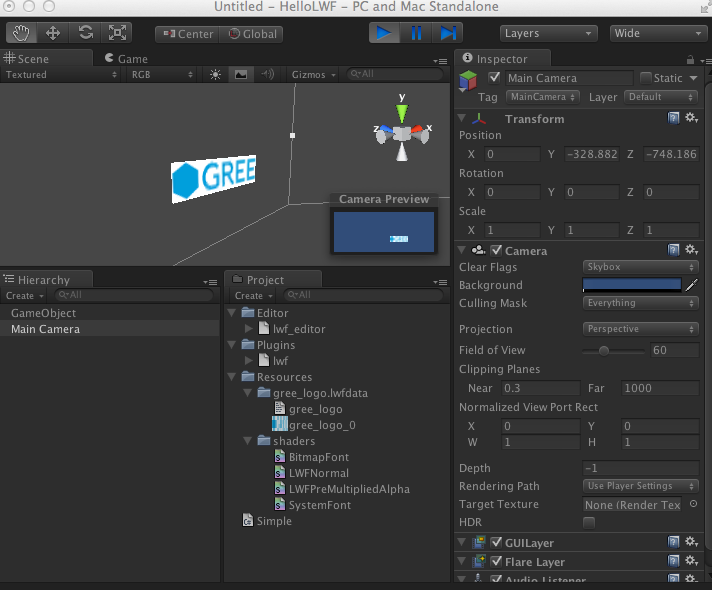 Untitled - HelloLWF - PC and Mac Standalone
Center Global Layers Wide
Scene Game
Textured RGB Gizmos All
y
z x
GREE
Camera Preview
Hierarchy
Create All
GameObject
Main Camera
Project
Create All
Editor
lwf_editor
Plugins
lwf
Resources
gree_logo.lwfdata
gree_logo
gree_logo_0
shaders
BitmapFont
LWFNormal
LWFPreMultipliedAlpha
SystemFont
Simple
Inspector
Main Camera Static
Tag MainCamera Layer Default
Transform
Position
X 0 Y -328.882 Z -748.186
Rotation
X 0 Y 0 Z 0
Scale
X 1 Y 1 Z 1
Camera
Clear Flags Skybox
Background
Culling Mask Everything
Projection Perspective
Field of View 60
Clipping Planes
Near 0.3 Far 1000
Normalized View Port Rect
X 0 Y 0
W 1 H 1
Depth -1
Rendering Path Use Player Settings
Target Texture None (Render Tex
HDR
GUILayer
Flare Layer
Audio Listener